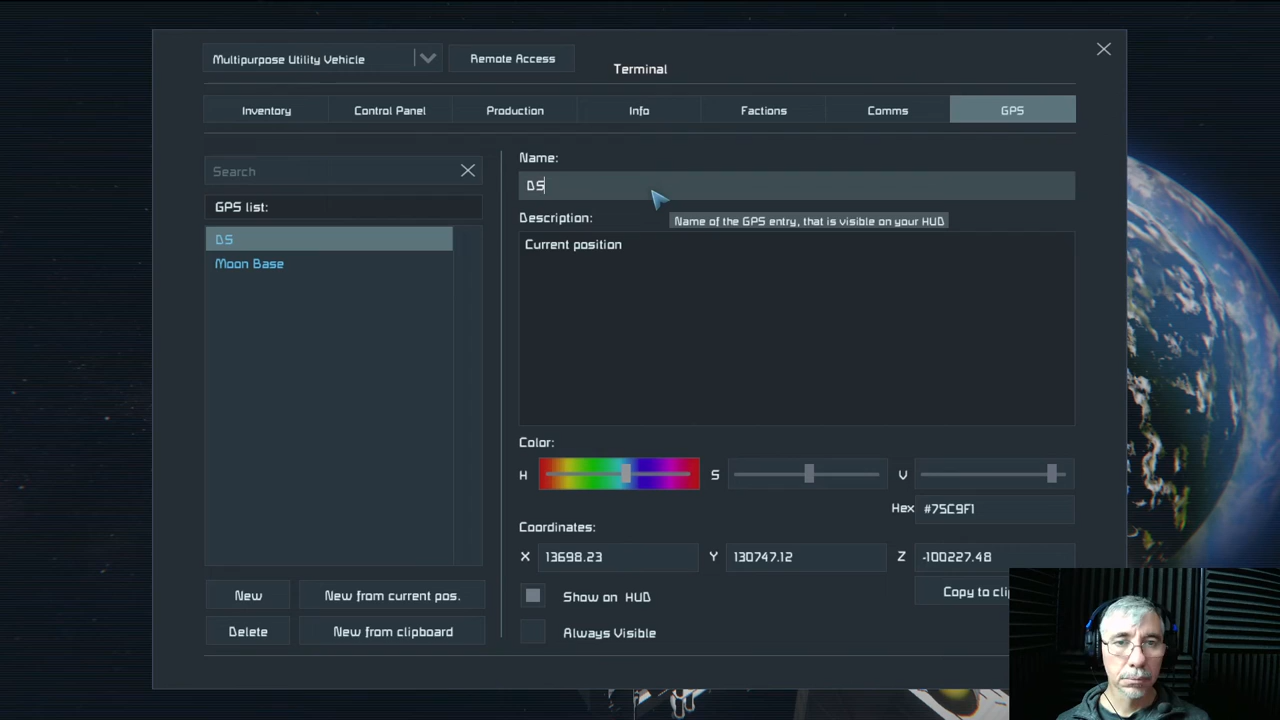 Multipurpose Utility Vehicle
Remote Access
Terminal
Inventory
Control Panel
Production
Info
Factions
Comms
GPS
Search
GPS list:
DS
Moon Base
Name:
DS
Name of the GPS entry, that is visible on your HUD
Description:
Current position
Color:
H
S
V
Hex
#75C9F1
Coordinates:
X
13698.23
Y
130747.12
Z
-100227.48
Show on HUD
Always Visible
Copy to
New
New from current pos.
Delete
New from clipboard